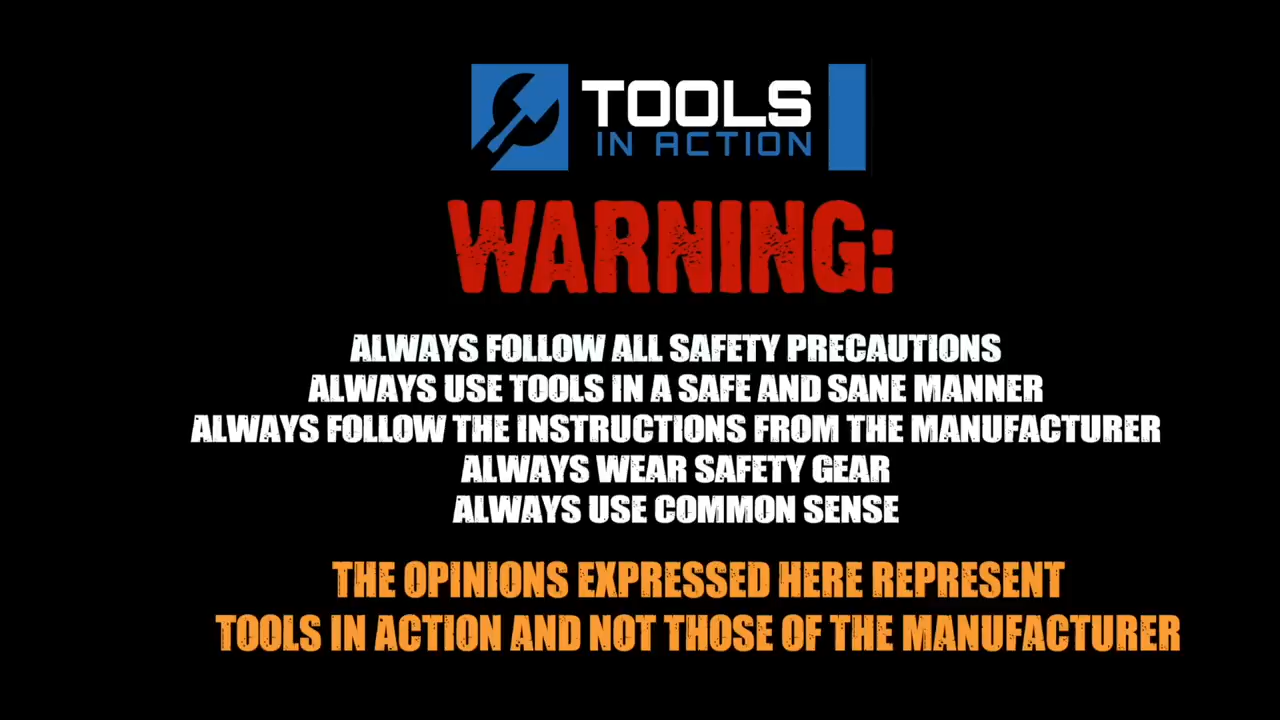 TOOLS
IN ACTION
WARNING:
ALWAYS FOLLOW ALL SAFETY PRECAUTIONS
ALWAYS USE TOOLS IN A SAFE AND SANE MANNER
ALWAYS FOLLOW THE INSTRUCTIONS FROM THE MANUFACTURER
ALWAYS WEAR SAFETY GEAR
ALWAYS USE COMMON SENSE
THE OPINIONS EXPRESSED HERE REPRESENT
TOOLS IN ACTION AND NOT THOSE OF THE MANUFACTURER